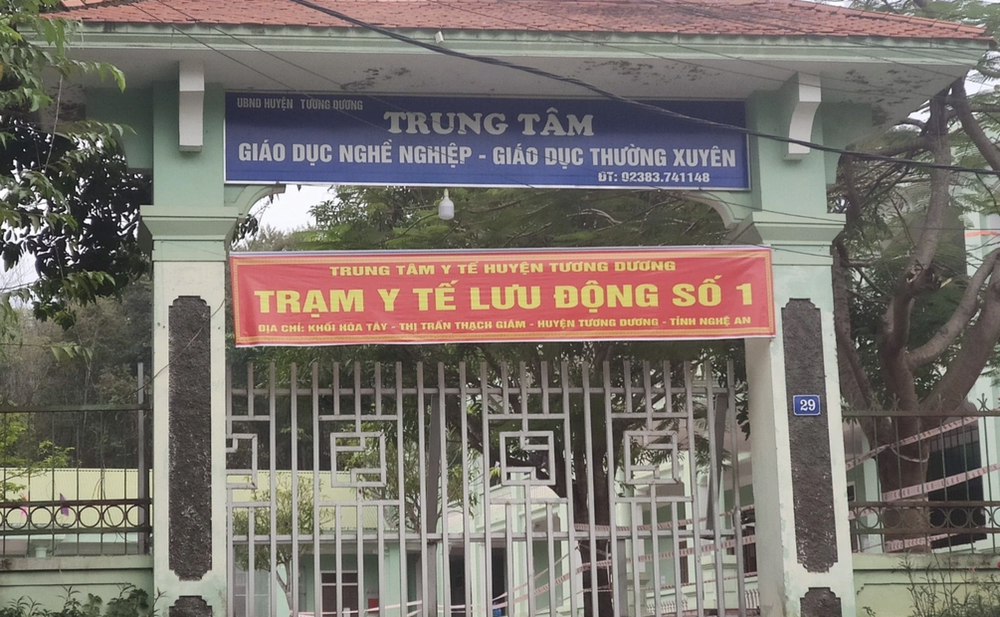 UBND HUYỆN TƯƠNG DƯƠNG
TRUNG TÂM
GIÁO DỤC NGHỀ NGHIỆP - GIÁO DỤC THƯỜNG XUYÊN
ĐT: 02383.741148
TRUNG TÂM Y TẾ HUYỆN TƯƠNG DƯƠNG
TRẠM Y TẾ LƯU ĐỘNG SỐ 1
ĐỊA CHỈ: KHỐI HÒA TÂY - THỊ TRẤN THẠCH GIÁM - HUYỆN TƯƠNG DƯƠNG - TỈNH NGHỆ AN
29